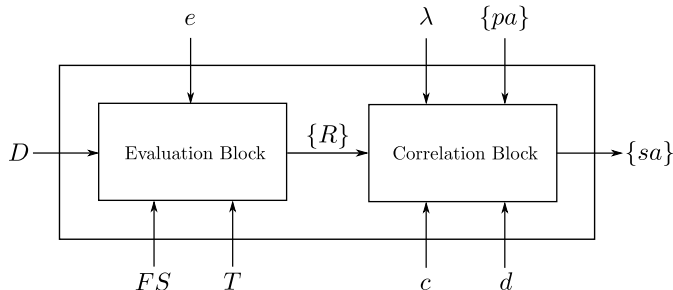 e λ {pa}
D Evaluation Block {R} Correlation Block {sa}
FS T c d